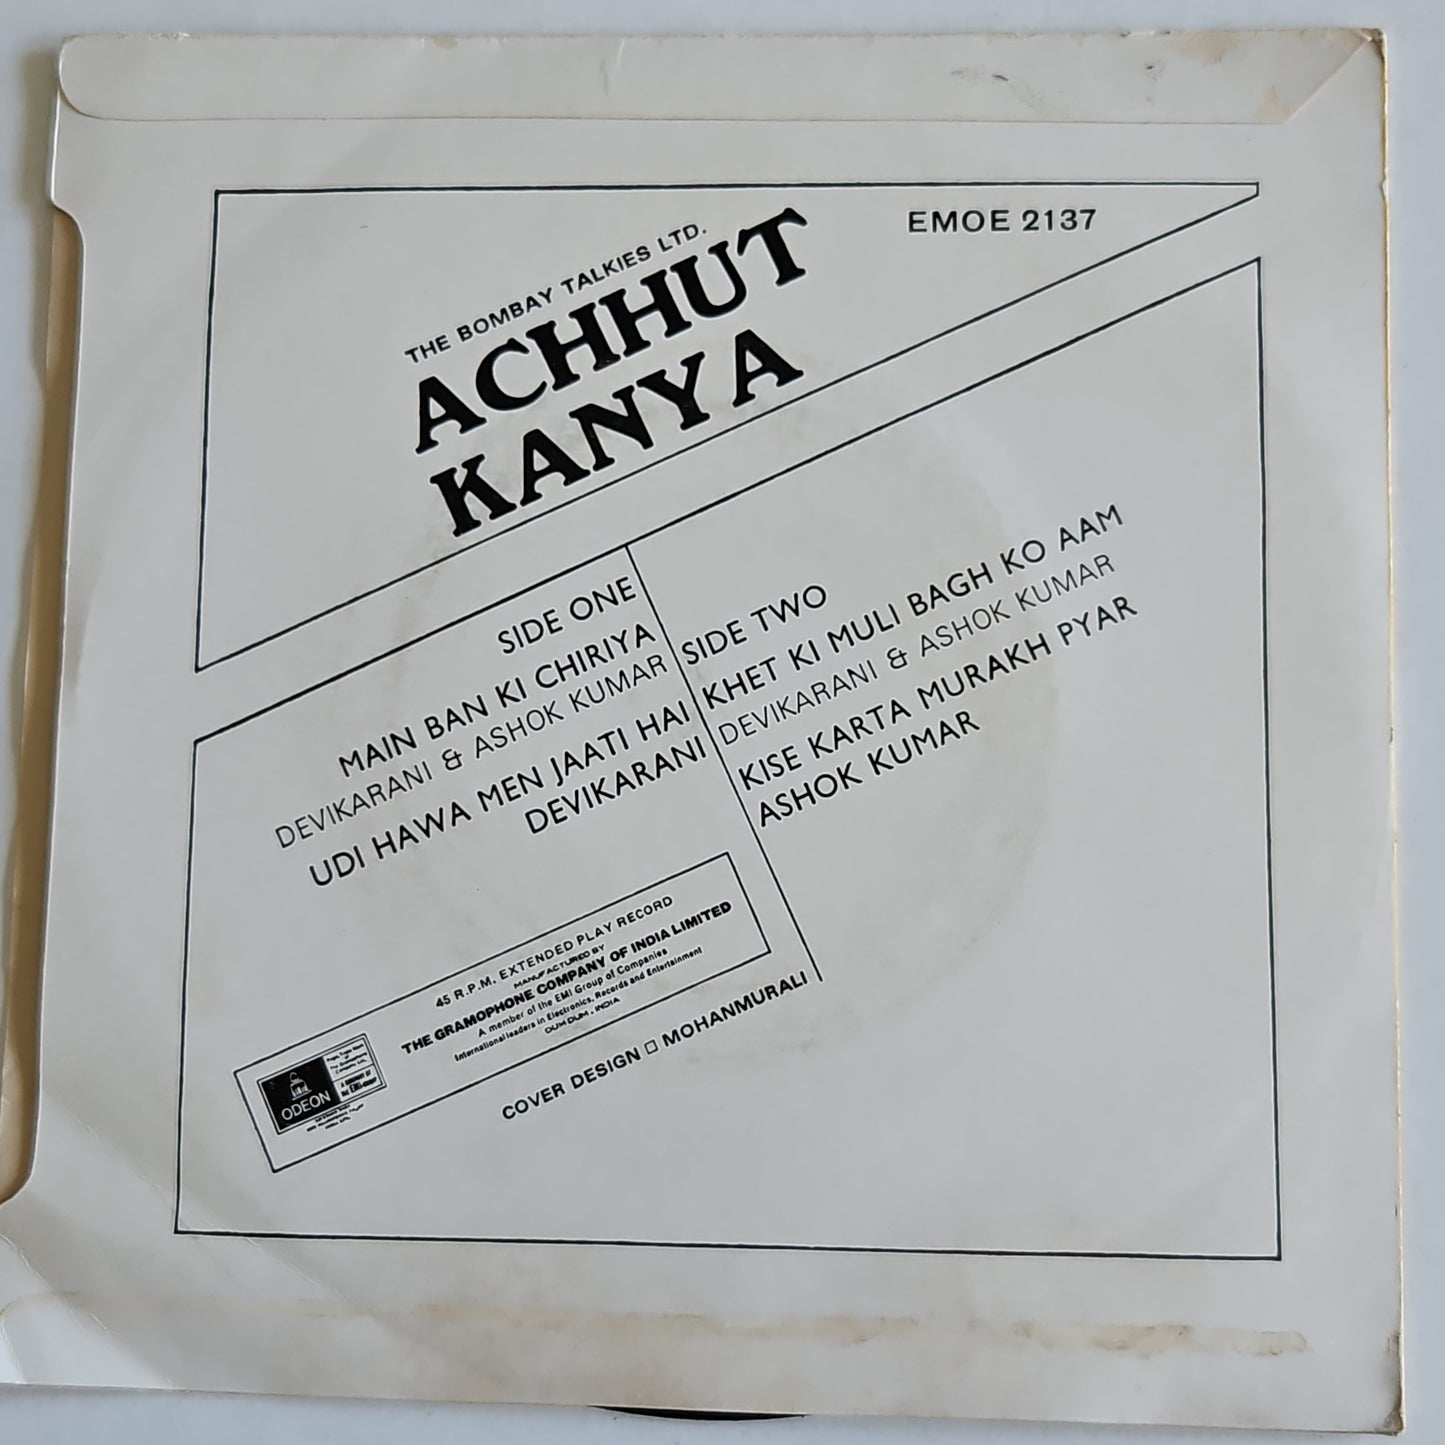 EMOE 2137
THE BOMBAY TALKIES LTD.
ACHHUT
KANYA
SIDE ONE
MAIN BAN KI CHIRIYA
DEVIKARANI & ASHOK KUMAR
UDI HAWA MEN JAATI HAI
DEVIKARANI
SIDE TWO
KHET KI MULI BAGH KO AAM
DEVIKARANI & ASHOK KUMAR
KISE KARTA MURAKH PYAR
ASHOK KUMAR
45 R.P.M. EXTENDED PLAY RECORD
MANUFACTURED BY
THE GRAMOPHONE COMPANY OF INDIA LIMITED
A member of the EMI Group of Companies
International leaders in Electronics, Records and Entertainment
DUM DUM, INDIA
ODEON
COVER DESIGN □ MOHANMURALI